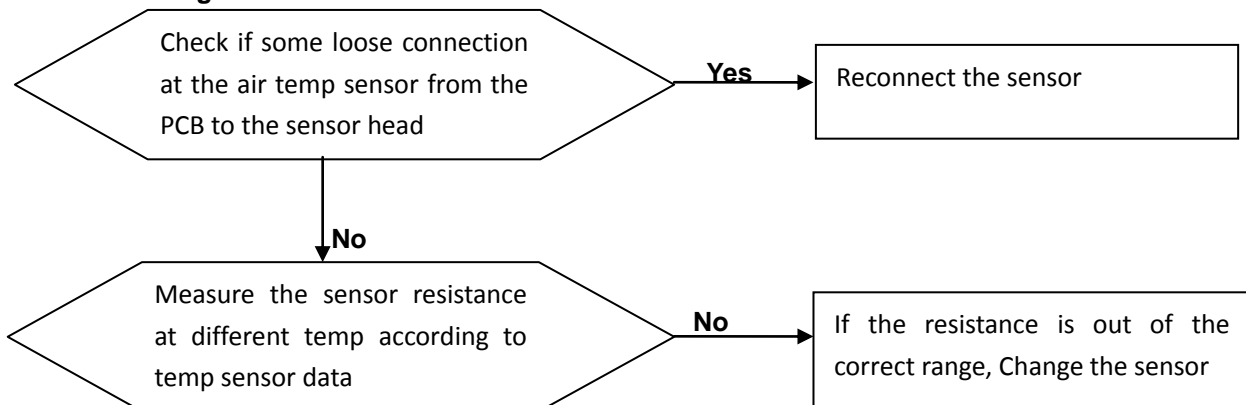 Check if some loose connection
at the air temp sensor from the
PCB to the sensor head
Yes
Reconnect the sensor
No
Measure the sensor resistance
at different temp according to
temp sensor data
No
If the resistance is out of the
correct range, Change the sensor